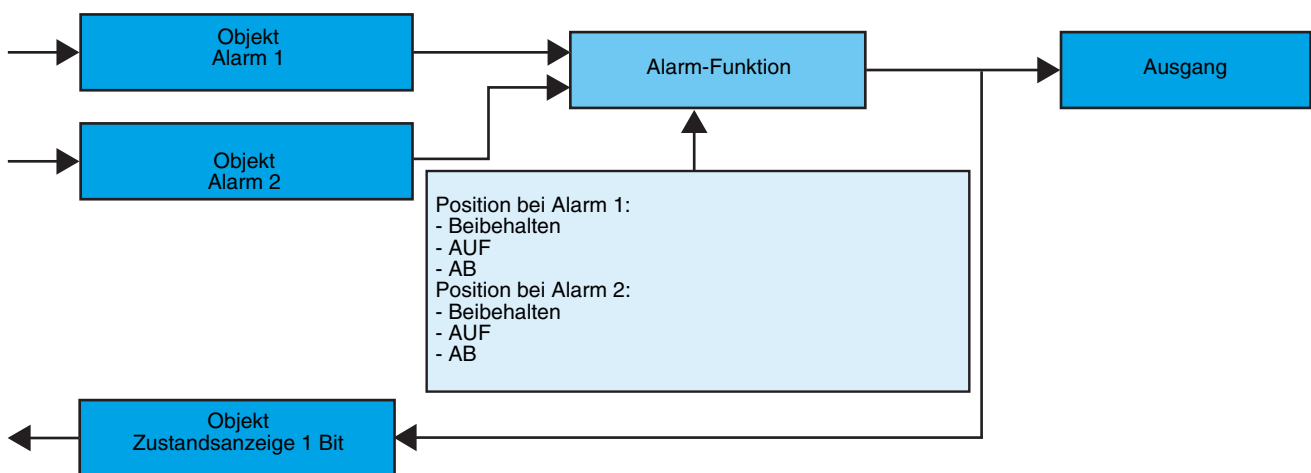 Objekt
Alarm 1
Alarm-Funktion
Ausgang
Objekt
Alarm 2
Position bei Alarm 1:
- Beibehalten
- AUF
- AB
Position bei Alarm 2:
- Beibehalten
- AUF
- AB
Objekt
Zustandsanzeige 1 Bit